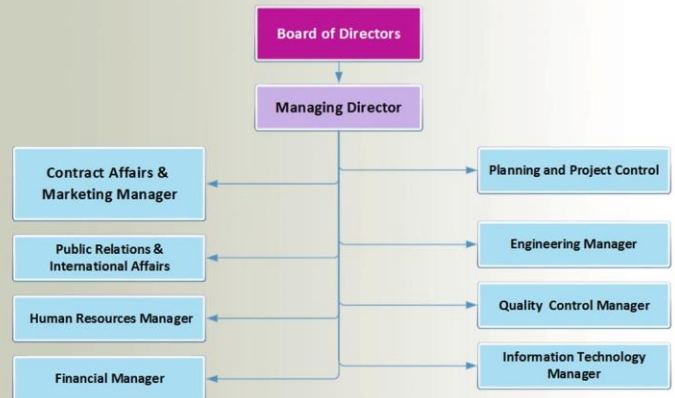 Board of Directors
Managing Director
Contract Affairs &
Marketing Manager
Public Relations &
International Affairs
Human Resources Manager
Financial Manager
Planning and Project Control
Engineering Manager
Quality Control Manager
Information Technology
Manager